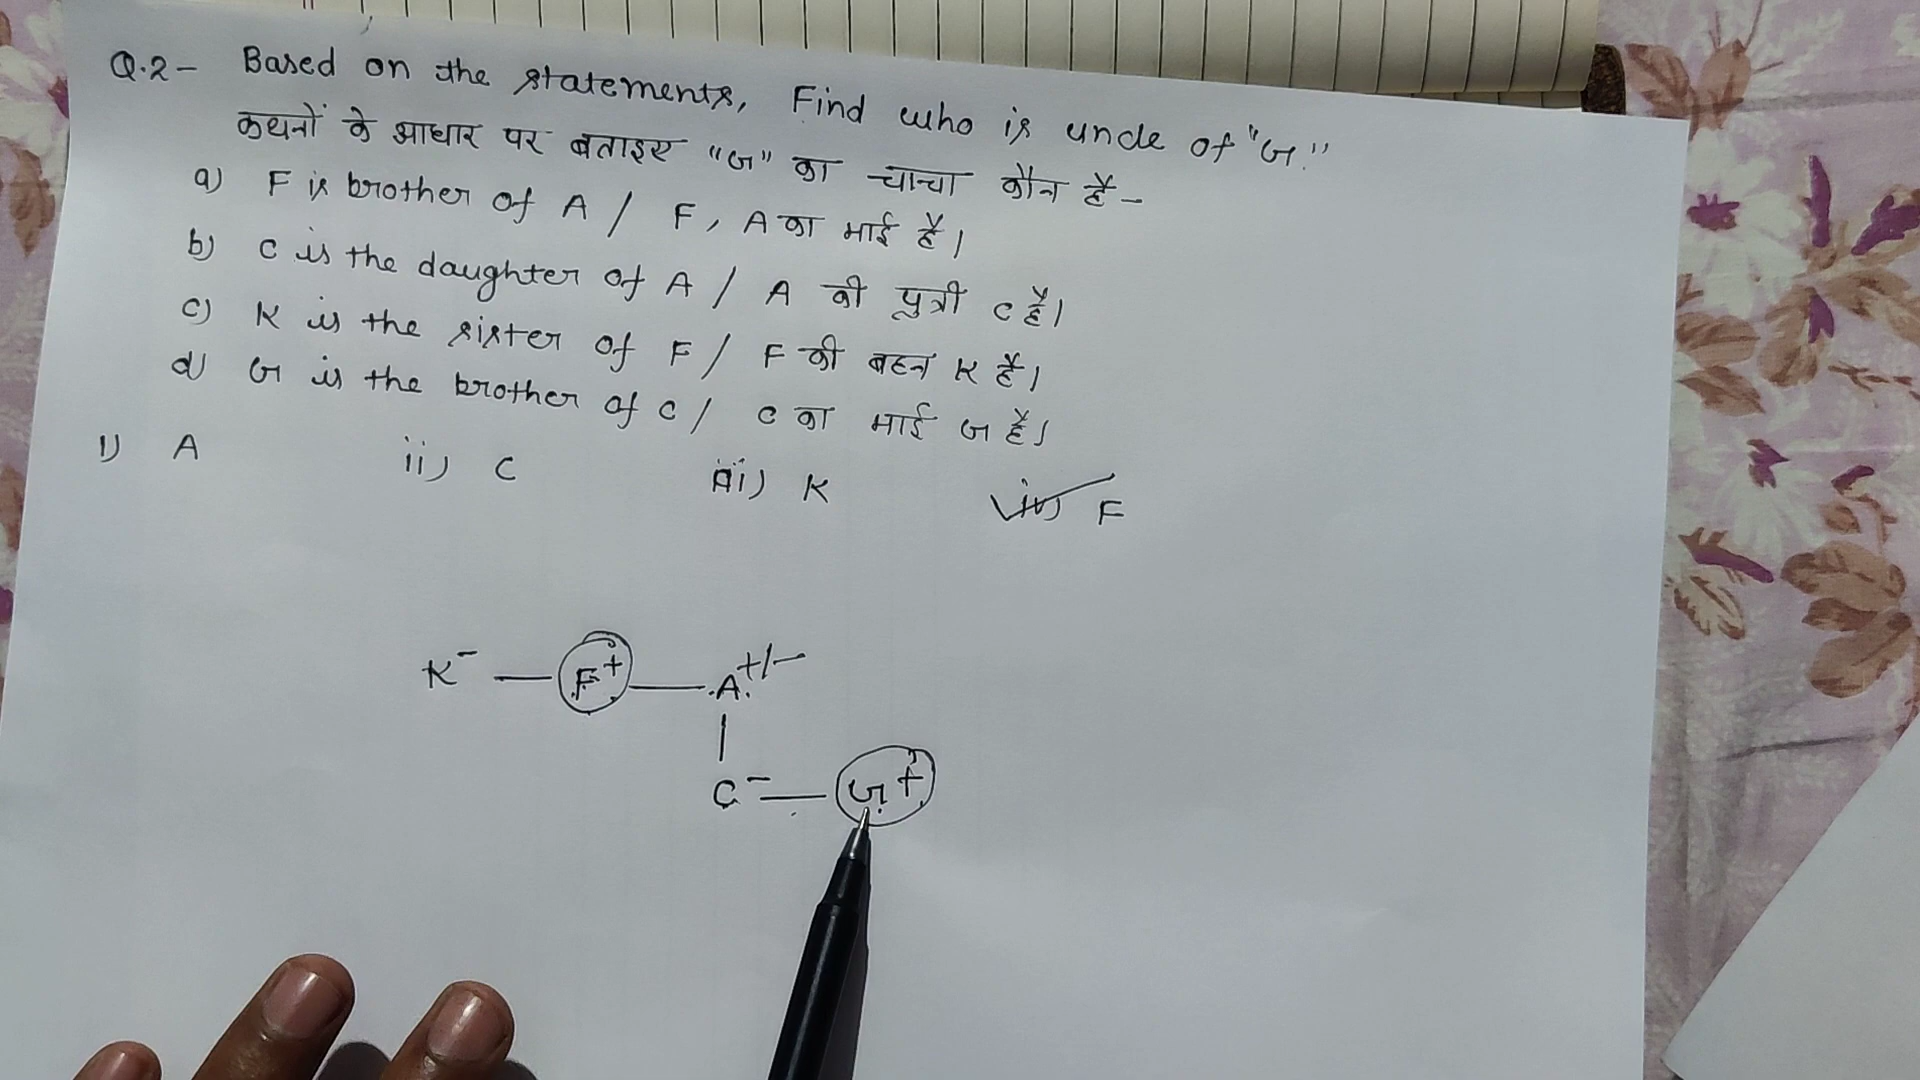 Q.2- Based on the statements, Find who is uncle of "G."
कथनों के आधार पर बताइए "G" का चाचा कौन है-
a) F is brother of A / F, A का भाई है।
b) C is the daughter of A / A की पुत्री C है।
c) K is the sister of F / F की बहन K है।
d) G is the brother of C / C का भाई G है।
i) A ii) C iii) K iv) F
K⁻ — F⁺ — A⁺/⁻
C⁻ — G⁺